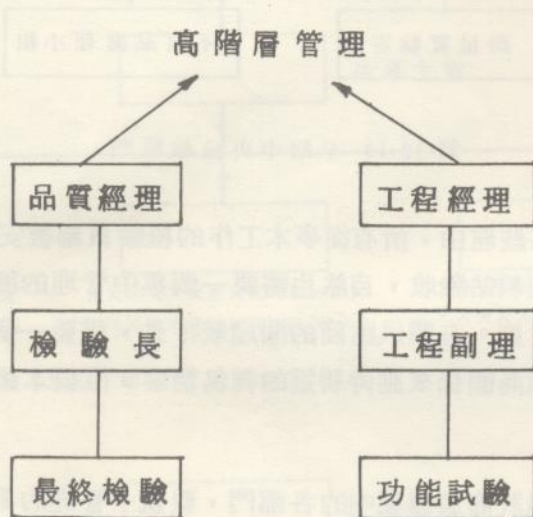 高階層管理
品質經理
工程經理
檢驗長
工程副理
最終檢驗
功能試驗